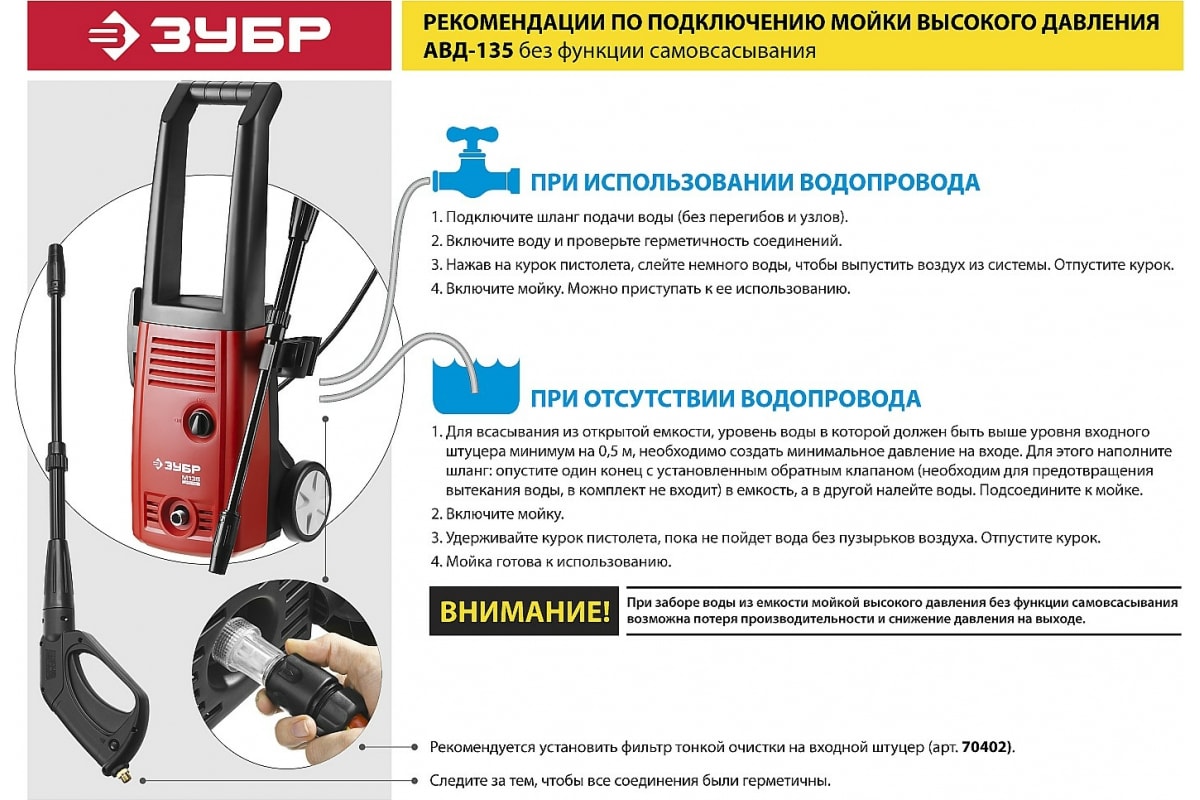 ЗУБР
РЕКОМЕНДАЦИИ ПО ПОДКЛЮЧЕНИЮ МОЙКИ ВЫСОКОГО ДАВЛЕНИЯ
АВД-135 без функции самовсасывания
ПРИ ИСПОЛЬЗОВАНИИ ВОДОПРОВОДА
1. Подключите шланг подачи воды (без перегибов и узлов).
2. Включите воду и проверьте герметичность соединений.
3. Нажав на курок пистолета, слейте немного воды, чтобы выпустить воздух из системы. Отпустите курок.
4. Включите мойку. Можно приступать к ее использованию.
ПРИ ОТСУТСТВИИ ВОДОПРОВОДА
1. Для всасывания из открытой емкости, уровень воды в которой должен быть выше уровня входного
штуцера минимум на 0,5 м, необходимо создать минимальное давление на входе. Для этого наполните
шланг: опустите один конец с установленным обратным клапаном (необходим для предотвращения
вытекания воды, в комплект не входит) в емкость, а в другой налейте воды. Подсоедините к мойке.
2. Включите мойку.
3. Удерживайте курок пистолета, пока не пойдет вода без пузырьков воздуха. Отпустите курок.
4. Мойка готова к использованию.
ВНИМАНИЕ!
При заборе воды из емкости мойкой высокого давления без функции самовсасывания
возможна потеря производительности и снижение давления на выходе.
Рекомендуется установить фильтр тонкой очистки на входной штуцер (арт. 70402).
Следите за тем, чтобы все соединения были герметичны.
ЗУБР
М135
ЗУБР